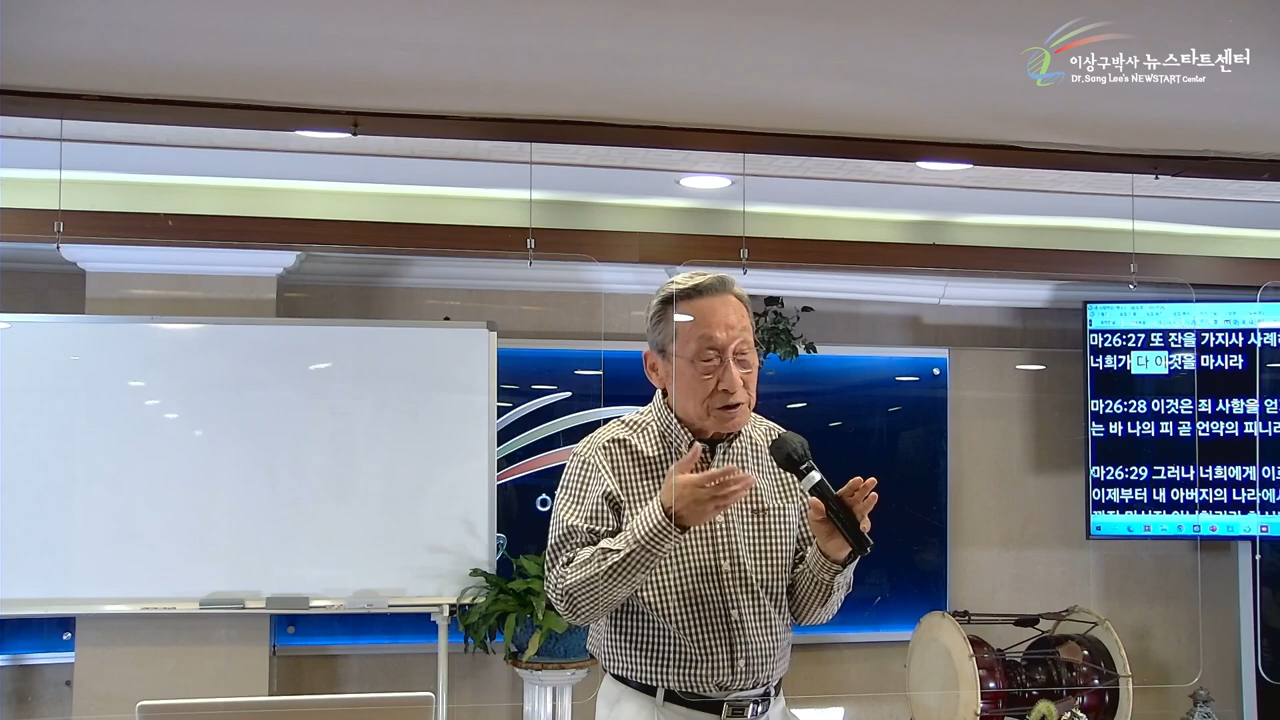 이상구박사 뉴스타트센터
Dr. Sang Lee's NEWSTART Center
마26:27 또 잔을 가지사 사례
너희가 다 이것을 마시라
마26:28 이것은 죄 사함을 얻
는 바 나의 피 곧 언약의 피니라
마26:29 그러나 너희에게 이르
이제부터 내 아버지의 나라에서